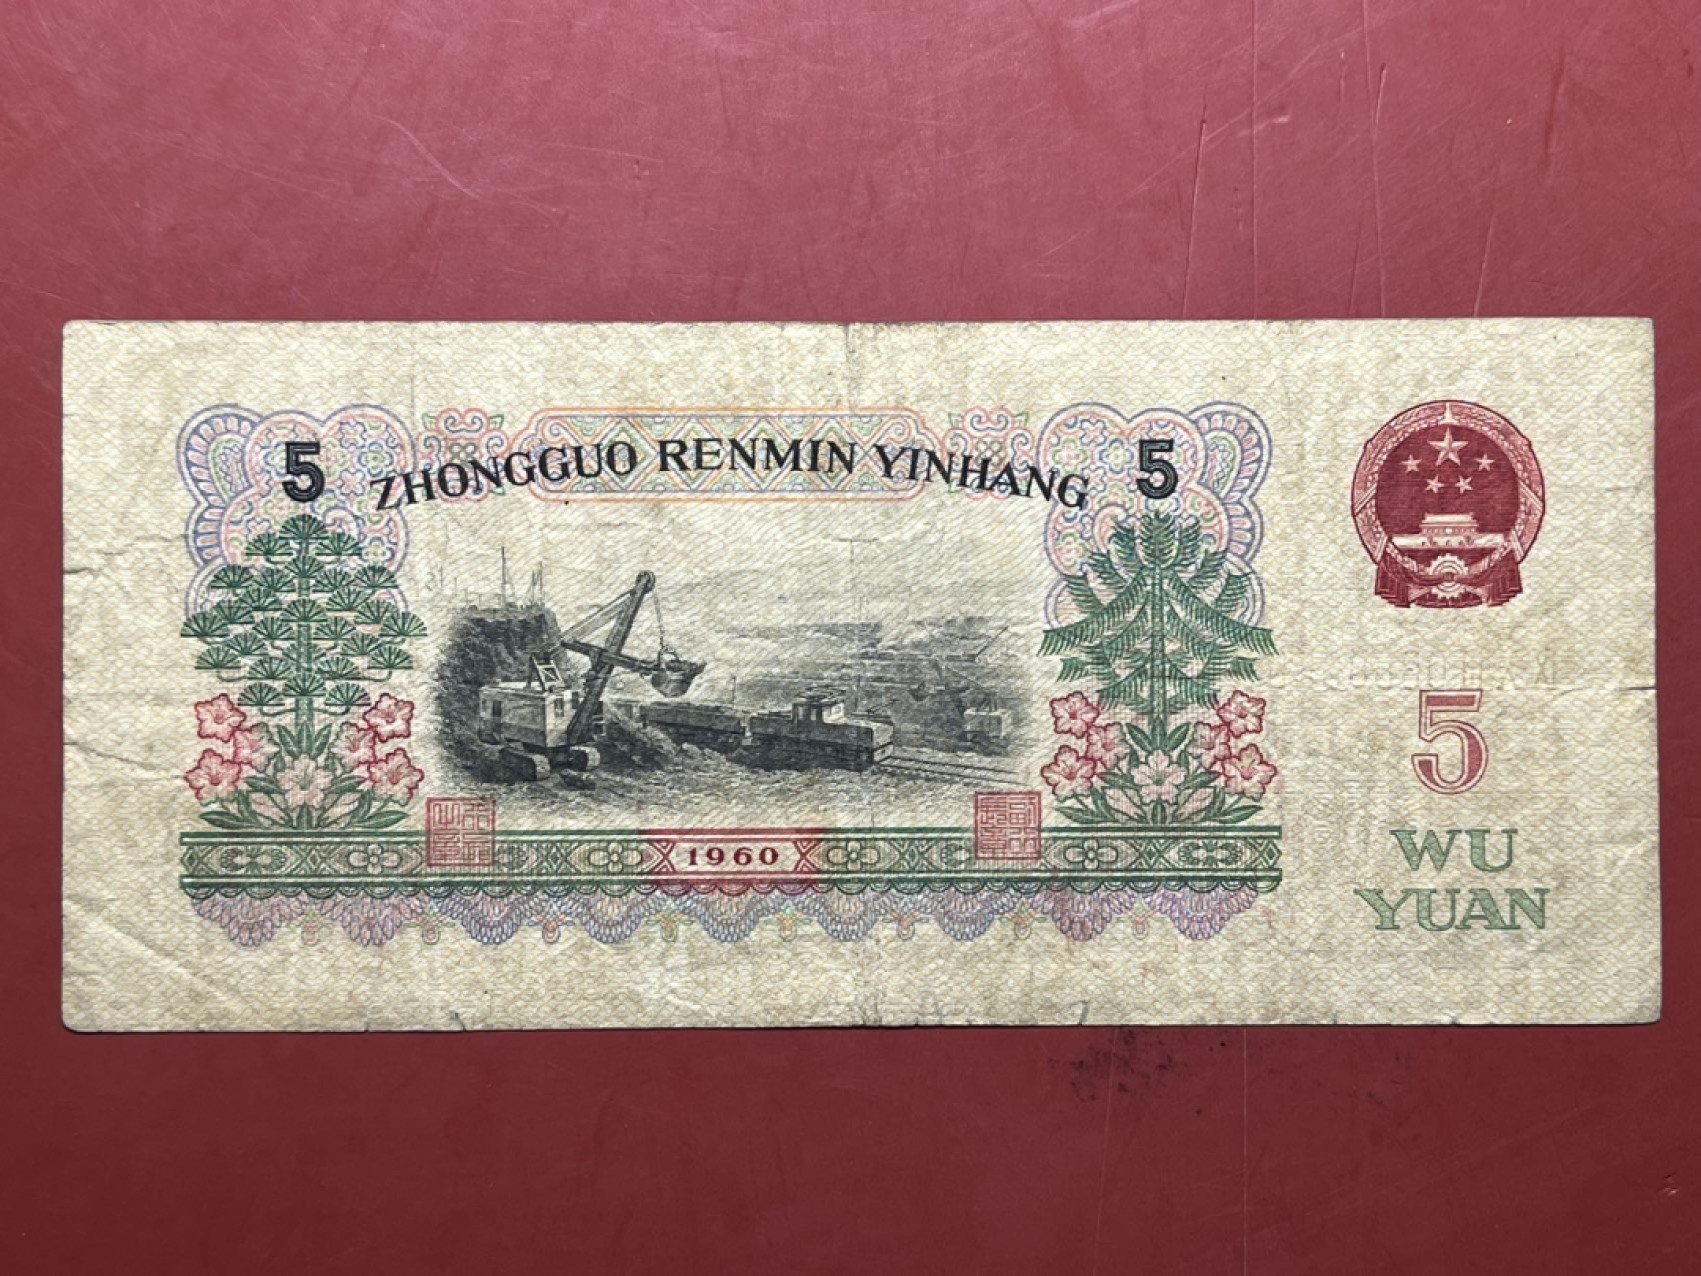 5 ZHONGGUO RENMIN YINHANG 5
1960
5
WU
YUAN